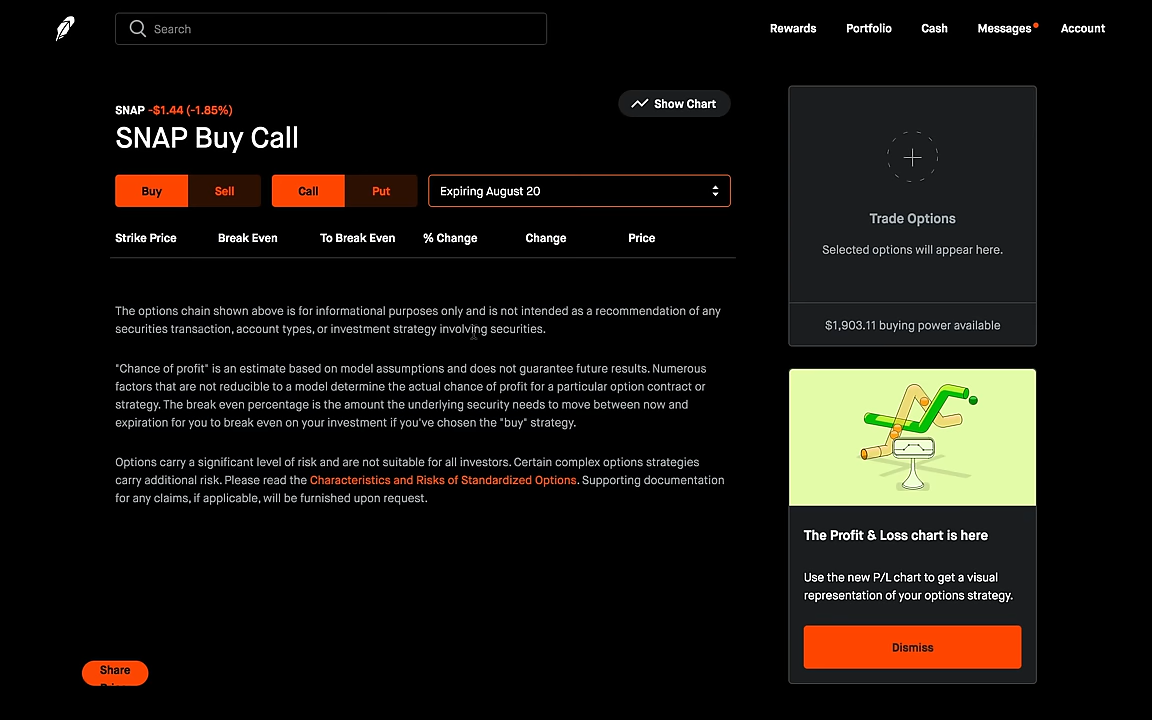 Search
Rewards
Portfolio
Cash
Messages
Account
SNAP -$1.44 (-1.85%)
Show Chart
SNAP Buy Call
Buy
Sell
Call
Put
Expiring August 20
Strike Price
Break Even
To Break Even
% Change
Change
Price
The options chain shown above is for informational purposes only and is not intended as a recommendation of any
securities transaction, account types, or investment strategy involving securities.
"Chance of profit" is an estimate based on model assumptions and does not guarantee future results. Numerous
factors that are not reducible to a model determine the actual chance of profit for a particular option contract or
strategy. The break even percentage is the amount the underlying security needs to move between now and
expiration for you to break even on your investment if you've chosen the "buy" strategy.
Options carry a significant level of risk and are not suitable for all investors. Certain complex options strategies
carry additional risk. Please read the Characteristics and Risks of Standardized Options. Supporting documentation
for any claims, if applicable, will be furnished upon request.
Share
Trade Options
Selected options will appear here.
$1,903.11 buying power available
The Profit & Loss chart is here
Use the new P/L chart to get a visual
representation of your options strategy.
Dismiss